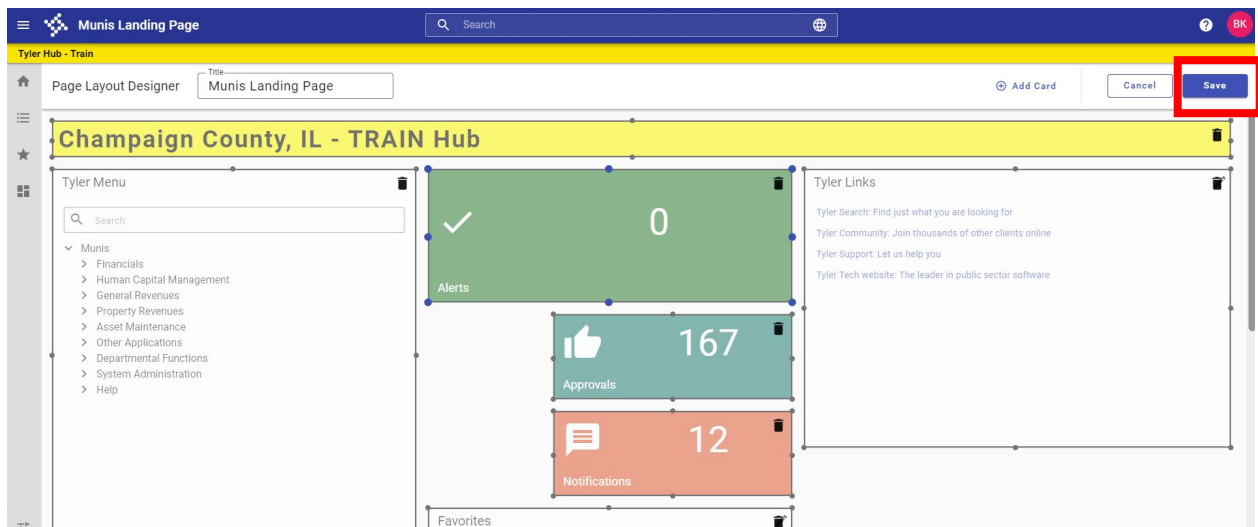 Munis Landing Page
Search
BK
Tyler Hub - Train
Page Layout Designer
Title
Munis Landing Page
Add Card
Cancel
Save
Champaign County, IL - TRAIN Hub
Tyler Menu
Search
Munis
Financials
Human Capital Management
General Revenues
Property Revenues
Asset Maintenance
Other Applications
Departmental Functions
System Administration
Help
0
Alerts
167
Approvals
12
Notifications
Favorites
Tyler Links
Tyler Search: Find just what you are looking for
Tyler Community: Join thousands of other clients online
Tyler Support: Let us help you
Tyler Tech website: The leader in public sector software